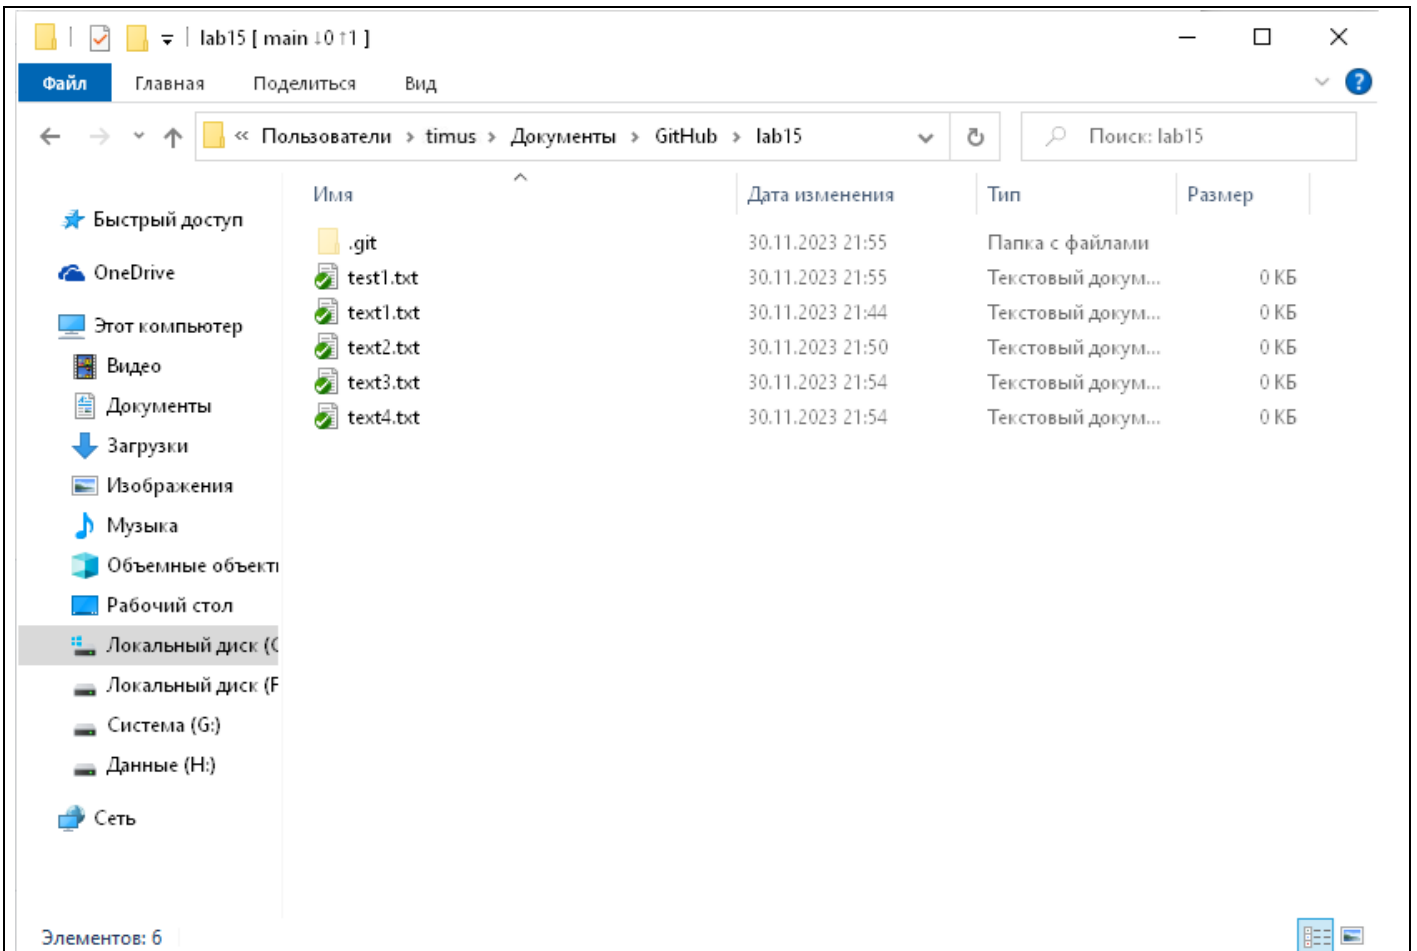 lab15 [ main ↓0 ↑1 ]
Файл Главная Поделиться Вид
« Пользователи › timus › Документы › GitHub › lab15 Поиск: lab15
Имя Дата изменения Тип Размер
Быстрый доступ
OneDrive
Этот компьютер
Видео
Документы
Загрузки
Изображения
Музыка
Объемные объекты
Рабочий стол
Локальный диск (C
Локальный диск (F
Система (G:)
Данные (H:)
Сеть
.git 30.11.2023 21:55 Папка с файлами
test1.txt 30.11.2023 21:55 Текстовый докум... 0 КБ
text1.txt 30.11.2023 21:44 Текстовый докум... 0 КБ
text2.txt 30.11.2023 21:50 Текстовый докум... 0 КБ
text3.txt 30.11.2023 21:54 Текстовый докум... 0 КБ
text4.txt 30.11.2023 21:54 Текстовый докум... 0 КБ
Элементов: 6